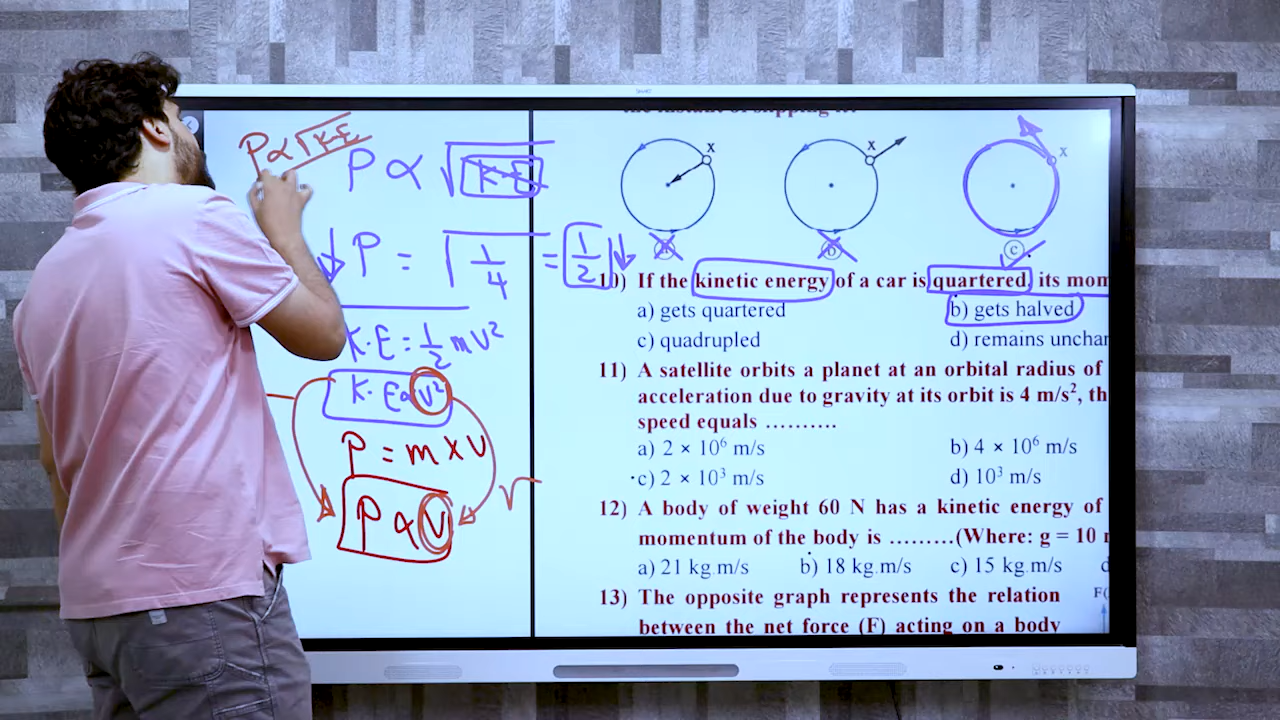 P ∝ √K·E
P ∝ √K·E
↓ P = √1/4 = 1/2 ↓
K·E = 1/2 mv²
K·E ∝ v²
P = m × v
P ∝ v
√
x
x
x
a
b
c
10) If the kinetic energy of a car is quartered, its mom
a) gets quartered
b) gets halved
c) quadrupled
d) remains unchar
11) A satellite orbits a planet at an orbital radius of
acceleration due to gravity at its orbit is 4 m/s², th
speed equals ..........
a) 2 × 10⁶ m/s
b) 4 × 10⁶ m/s
c) 2 × 10³ m/s
d) 10³ m/s
12) A body of weight 60 N has a kinetic energy of
momentum of the body is .........(Where: g = 10
a) 21 kg.m/s
b) 18 kg.m/s
c) 15 kg.m/s
d
13) The opposite graph represents the relation
between the net force (F) acting on a body
F(